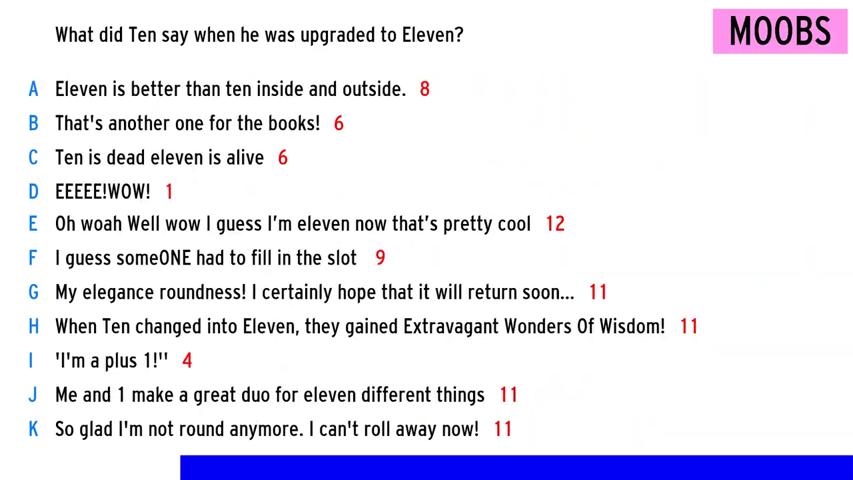 What did Ten say when he was upgraded to Eleven?
MOOBS
A Eleven is better than ten inside and outside. 8
B That's another one for the books! 6
C Ten is dead eleven is alive 6
D EEEEE!WOW! 1
E Oh woah Well wow I guess I'm eleven now that's pretty cool 12
F I guess someONE had to fill in the slot 9
G My elegance roundness! I certainly hope that it will return soon... 11
H When Ten changed into Eleven, they gained Extravagant Wonders Of Wisdom! 11
I 'I'm a plus 1!'' 4
J Me and 1 make a great duo for eleven different things 11
K So glad I'm not round anymore. I can't roll away now! 11